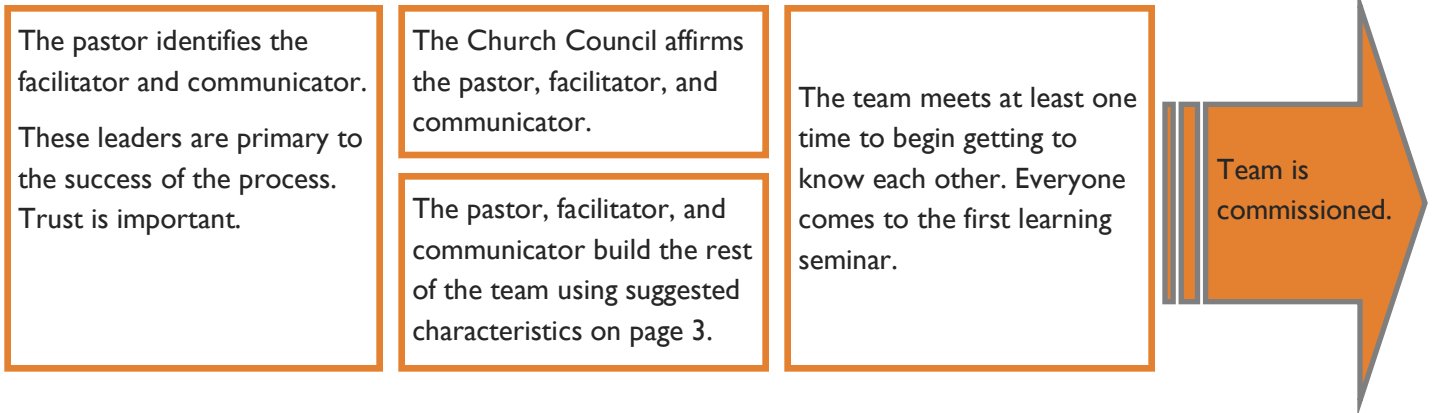 The pastor identifies the
facilitator and communicator.
These leaders are primary to
the success of the process.
Trust is important.
The Church Council affirms
the pastor, facilitator, and
communicator.
The pastor, facilitator, and
communicator build the rest
of the team using suggested
characteristics on page 3.
The team meets at least one
time to begin getting to
know each other. Everyone
comes to the first learning
seminar.
Team is
commissioned.